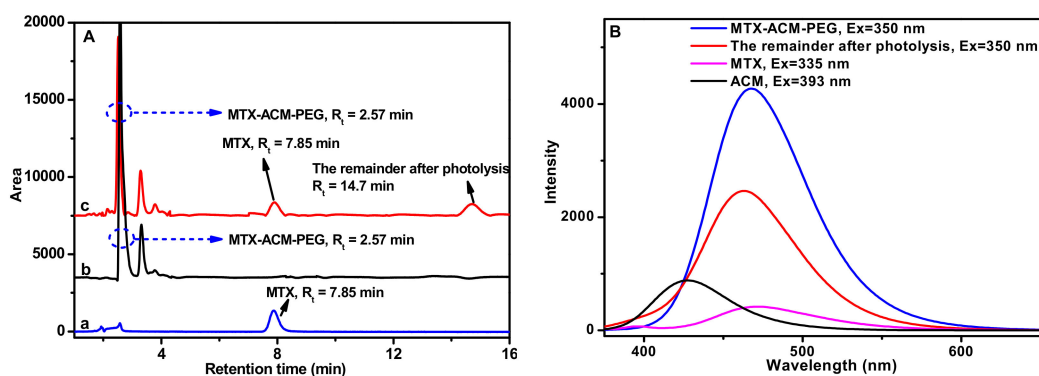 A
20000
15000
10000
5000
0
Area
MTX-ACM-PEG, Rt = 2.57 min
MTX, Rt = 7.85 min
The remainder after photolysis
Rt = 14.7 min
c
MTX-ACM-PEG, Rt = 2.57 min
b
MTX, Rt = 7.85 min
a
4 8 12 16
Retention time (min)
B
MTX-ACM-PEG, Ex=350 nm
The remainder after photolysis, Ex=350 nm
MTX, Ex=335 nm
ACM, Ex=393 nm
4000
2000
0
Intensity
400 500 600
Wavelength (nm)